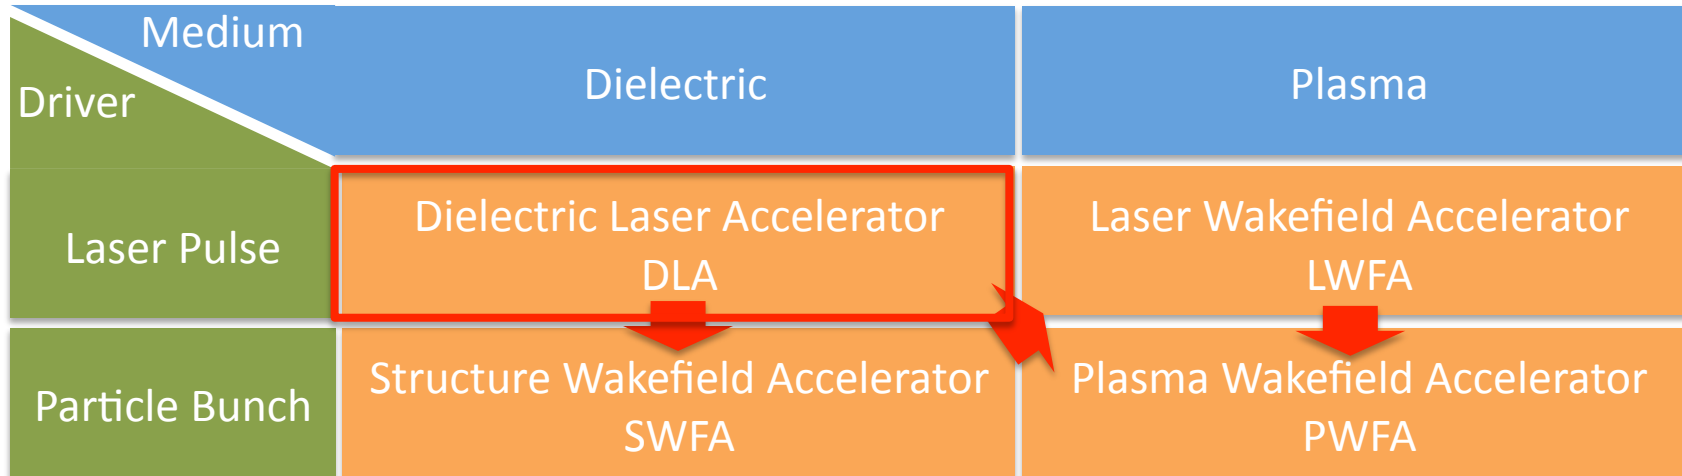 Medium
Driver
Dielectric
Plasma
Laser Pulse
Dielectric Laser Accelerator
DLA
Laser Wakefield Accelerator
LWFA
Particle Bunch
Structure Wakefield Accelerator
SWFA
Plasma Wakefield Accelerator
PWFA